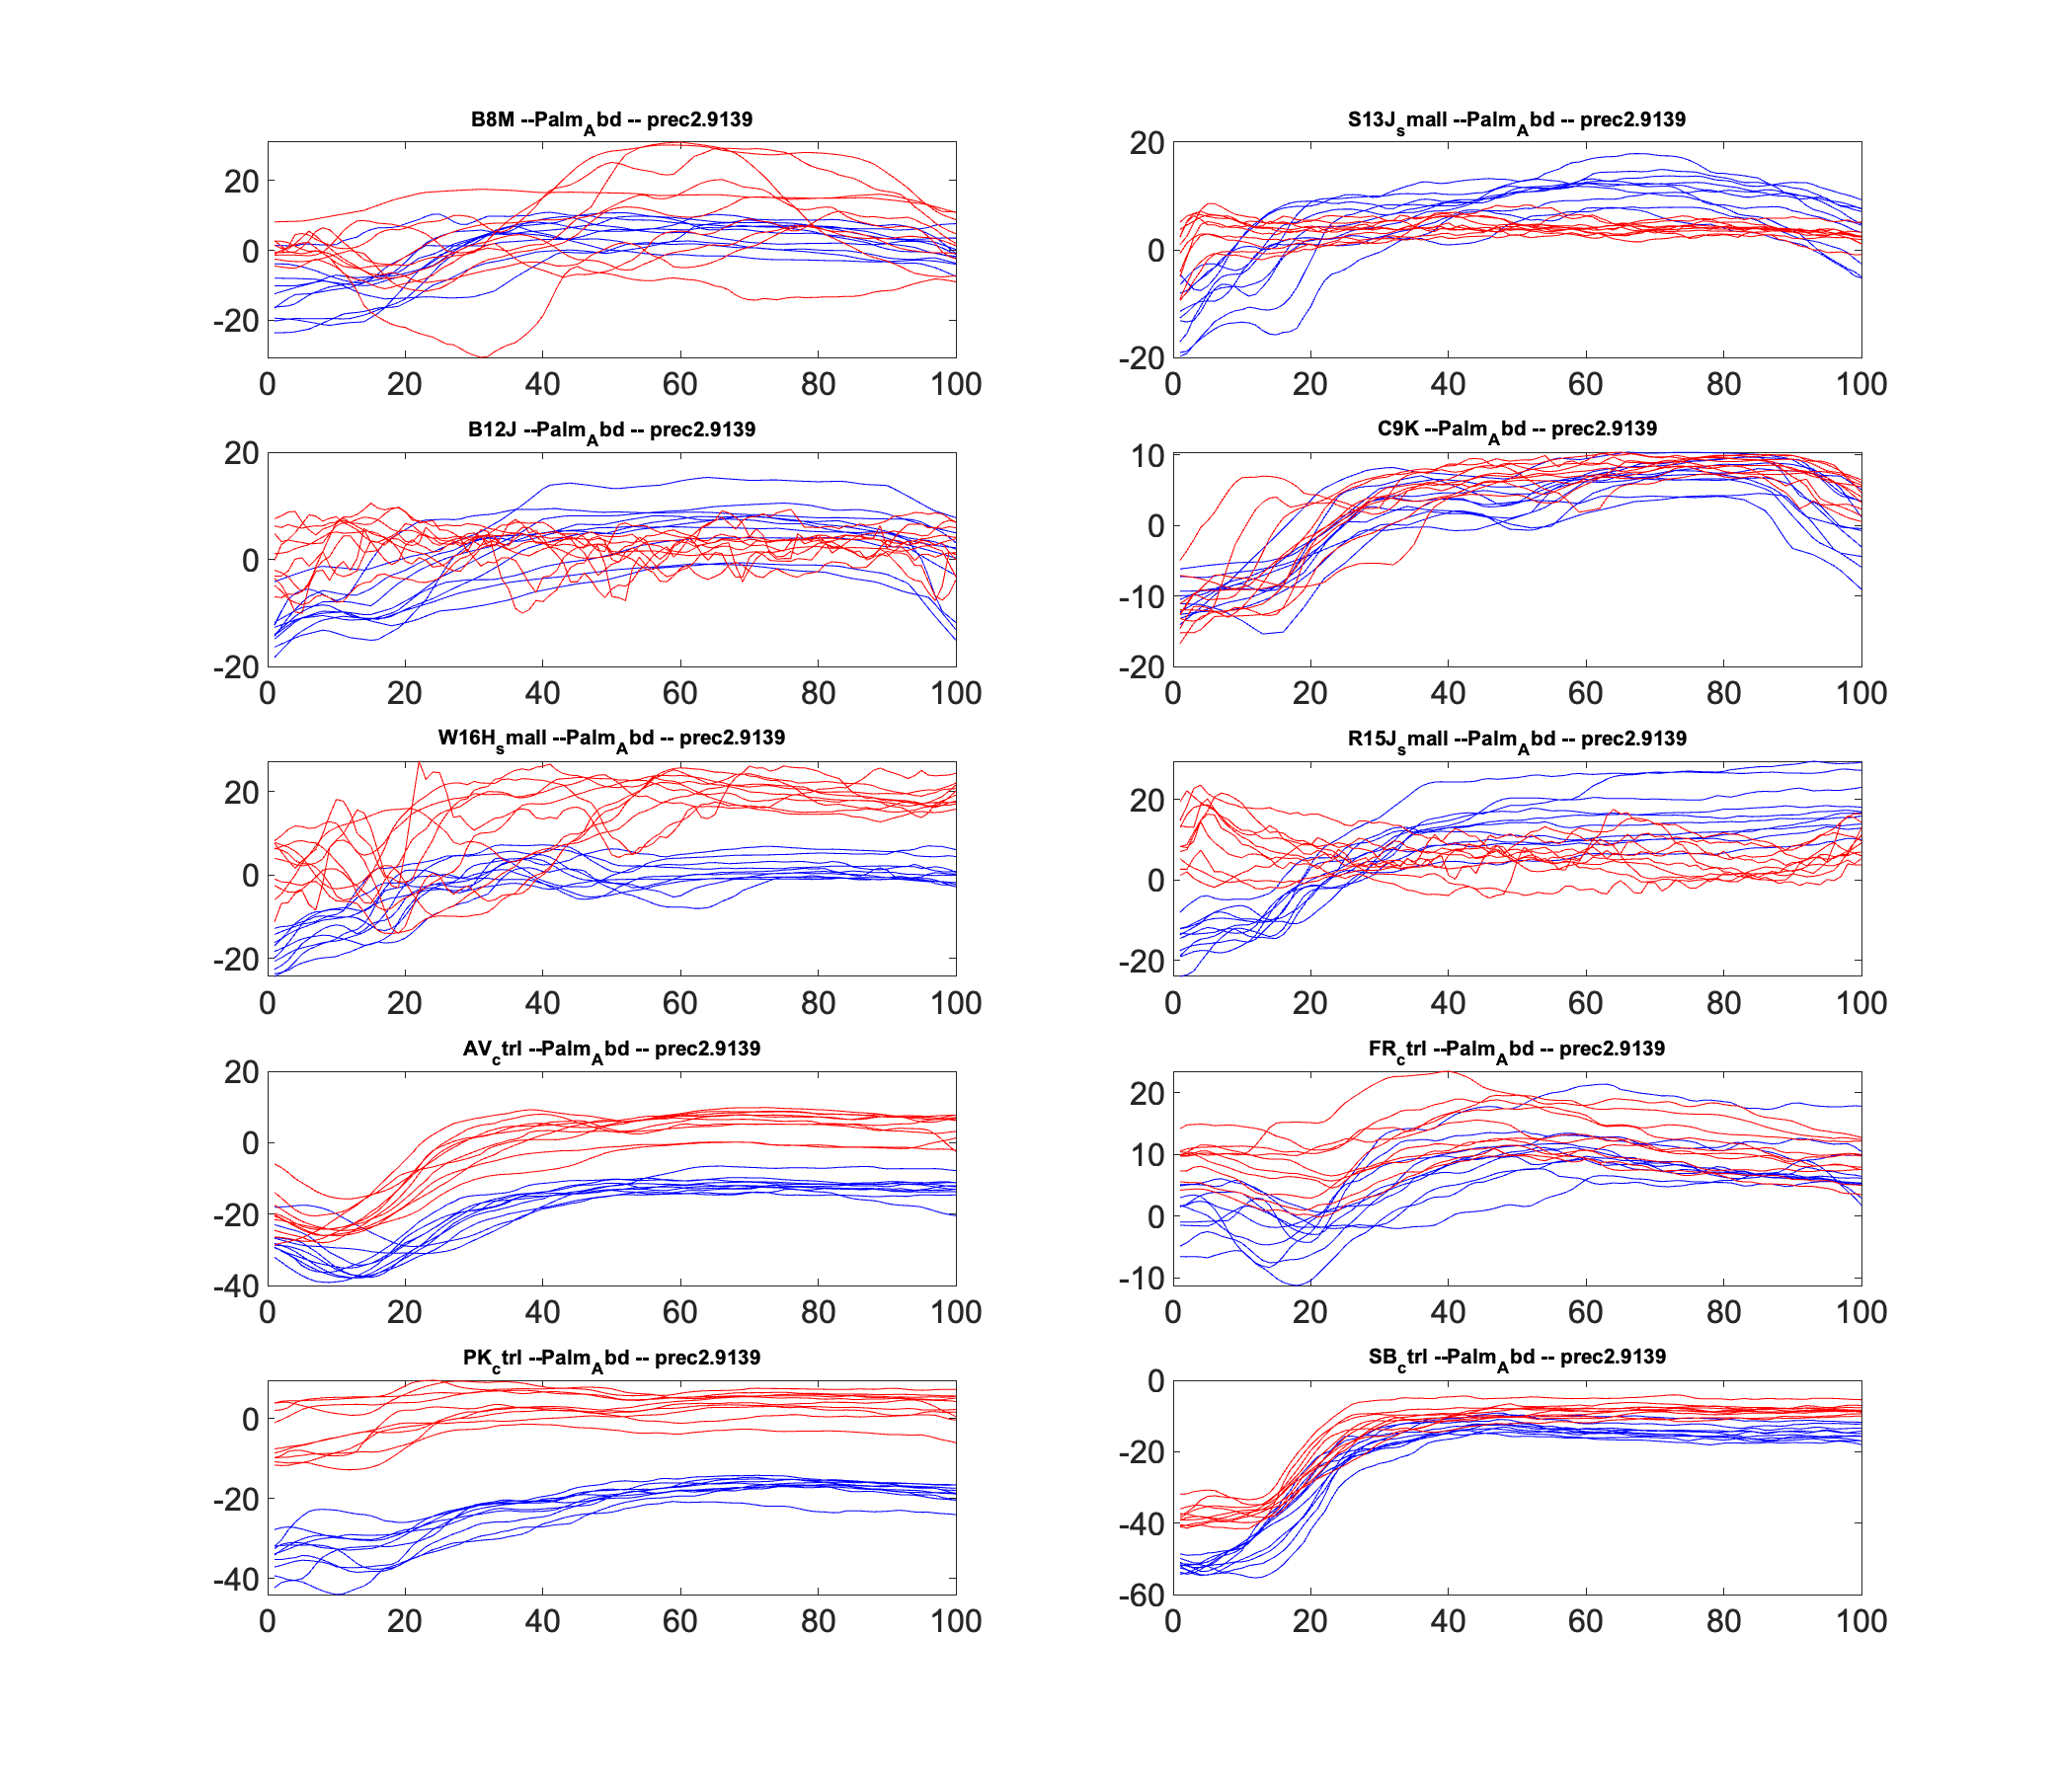 B8M --Palm_Abd -- prec2.9139
20
0
-20
0 20 40 60 80 100
S13J_small --Palm_Abd -- prec2.9139
20
0
-20
0 20 40 60 80 100
B12J --Palm_Abd -- prec2.9139
20
0
-20
0 20 40 60 80 100
C9K --Palm_Abd -- prec2.9139
10
0
-10
-20
0 20 40 60 80 100
W16H_small --Palm_Abd -- prec2.9139
20
0
-20
0 20 40 60 80 100
R15J_small --Palm_Abd -- prec2.9139
20
0
-20
0 20 40 60 80 100
AV_ctrl --Palm_Abd -- prec2.9139
20
0
-20
-40
0 20 40 60 80 100
FR_ctrl --Palm_Abd -- prec2.9139
20
10
0
-10
0 20 40 60 80 100
PK_ctrl --Palm_Abd -- prec2.9139
0
-20
-40
0 20 40 60 80 100
SB_ctrl --Palm_Abd -- prec2.9139
0
-20
-40
-60
0 20 40 60 80 100